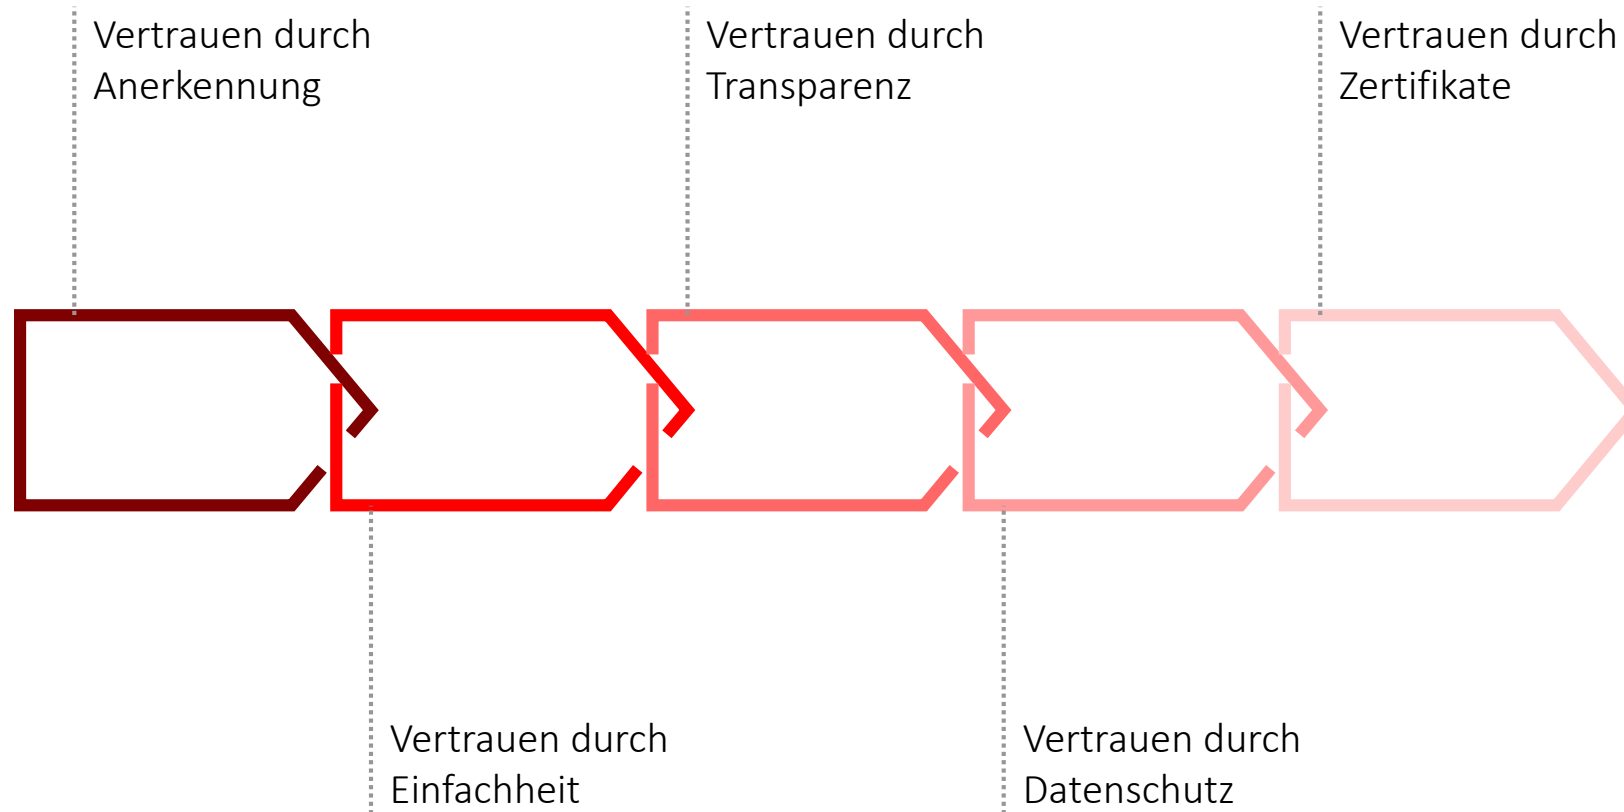 Vertrauen durch
Anerkennung
Vertrauen durch
Transparenz
Vertrauen durch
Zertifikate
Vertrauen durch
Einfachheit
Vertrauen durch
Datenschutz